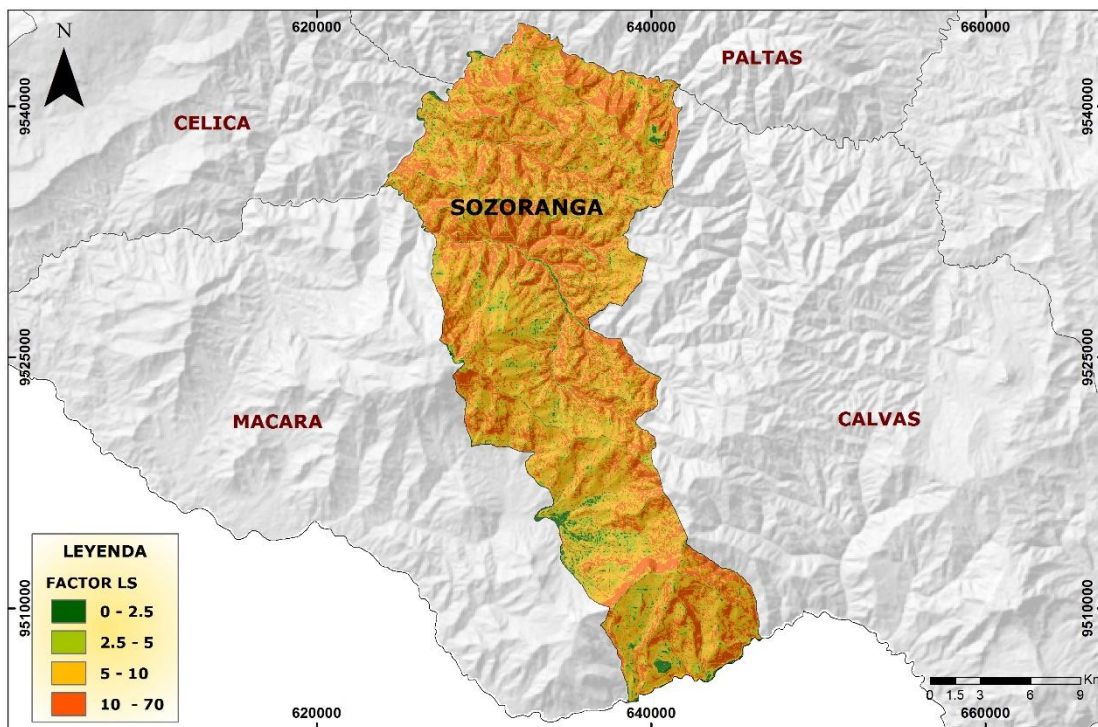 620000
640000
660000
N
PALTAS
9540000
9540000
CELICA
SOZORANGA
9525000
9525000
MACARA
CALVAS
LEYENDA
FACTOR LS
0 - 2.5
2.5 - 5
5 - 10
10 - 70
9510000
9510000
Km
0 1.5 3 6 9
620000
640000
660000